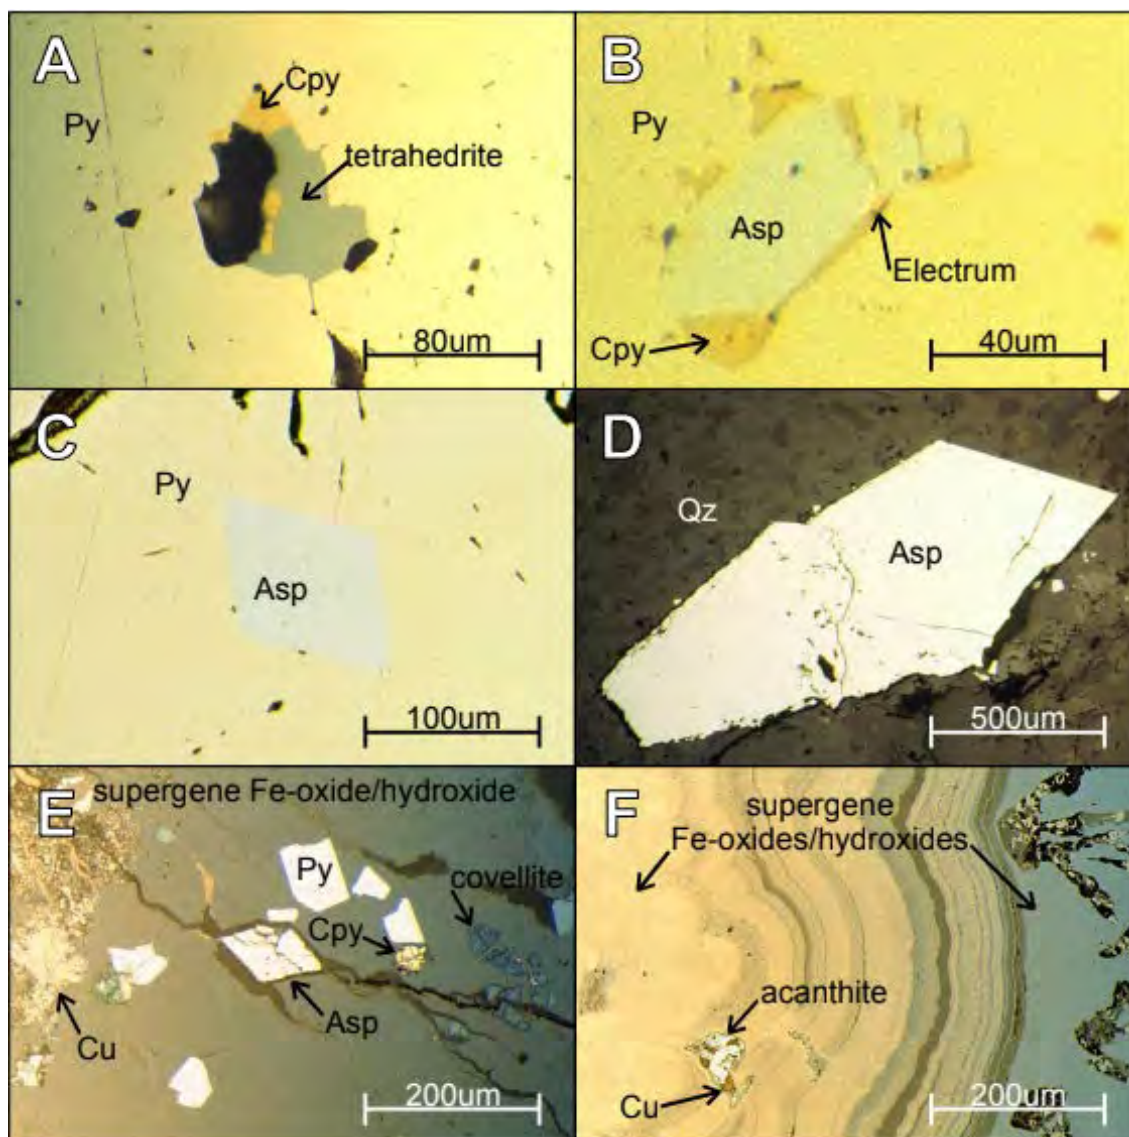 A
Cpy
Py
tetrahedrite
80um
B
Py
Asp
Electrum
Cpy
40um
C
Py
Asp
100um
D
Qz
Asp
500um
E
supergene Fe-oxide/hydroxide
Py
covellite
Cpy
Asp
Cu
200um
F
supergene
Fe-oxides/hydroxides
acanthite
Cu
200um